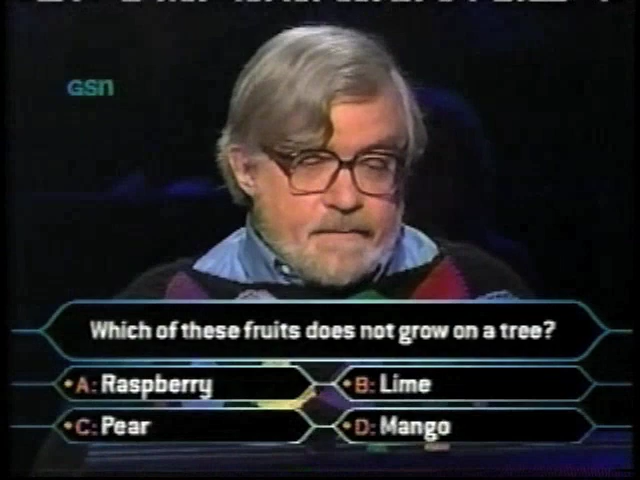 GSN
Which of these fruits does not grow on a tree?
A: Raspberry
B: Lime
C: Pear
D: Mango